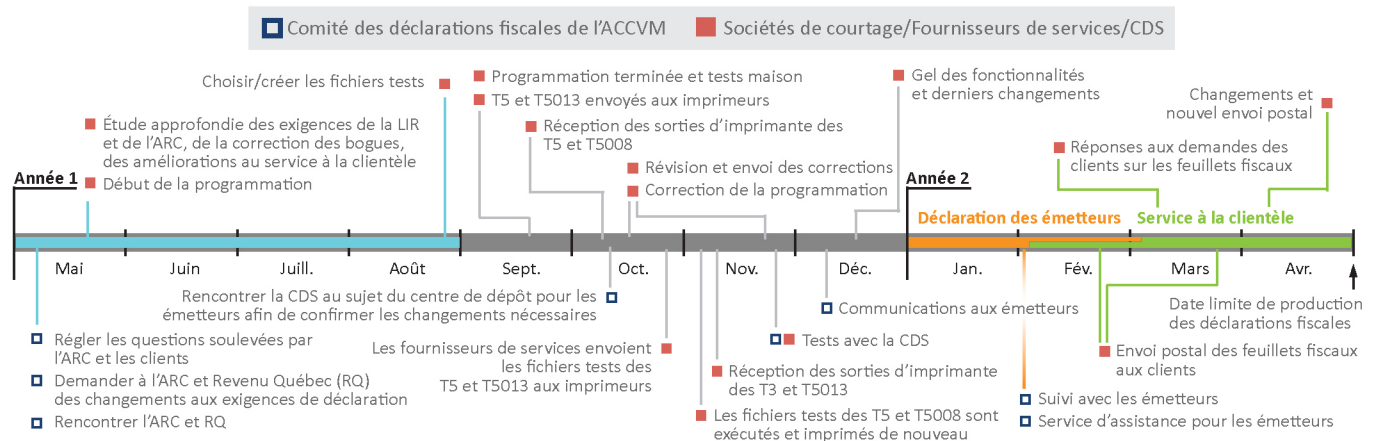 Comité des déclarations fiscales de l’ACCVM
Sociétés de courtage/Fournisseurs de services/CDS
Choisir/créer les fichiers tests
Étude approfondie des exigences de la LIR
et de l’ARC, de la correction des bogues,
des améliorations au service à la clientèle
Début de la programmation
Programmation terminée et tests maison
T5 et T5013 envoyés aux imprimeurs
Réception des sorties d’imprimante des
T5 et T5008
Révision et envoi des corrections
Correction de la programmation
Gel des fonctionnalités
et derniers changements
Changements et
nouvel envoi postal
Réponses aux demandes des
clients sur les feuillets fiscaux
Année 1
Année 2
Déclaration des émetteurs
Service à la clientèle
Mai
Juin
Juill.
Août
Sept.
Oct.
Nov.
Déc.
Jan.
Fév.
Mars
Avr.
Rencontrer la CDS au sujet du centre de dépôt pour les
émetteurs afin de confirmer les changements nécessaires
Communications aux émetteurs
Date limite de production
des déclarations fiscales
Régler les questions soulevées par
l’ARC et les clients
Demander à l’ARC et Revenu Québec (RQ)
des changements aux exigences de déclaration
Rencontrer l’ARC et RQ
Les fournisseurs de services envoient
les fichiers tests des
T5 et T5013 aux imprimeurs
Tests avec la CDS
Réception des sorties d’imprimante
des T3 et T5013
Les fichiers tests des T5 et T5008 sont
exécutés et imprimés de nouveau
Envoi postal des feuillets fiscaux
aux clients
Suivi avec les émetteurs
Service d’assistance pour les émetteurs